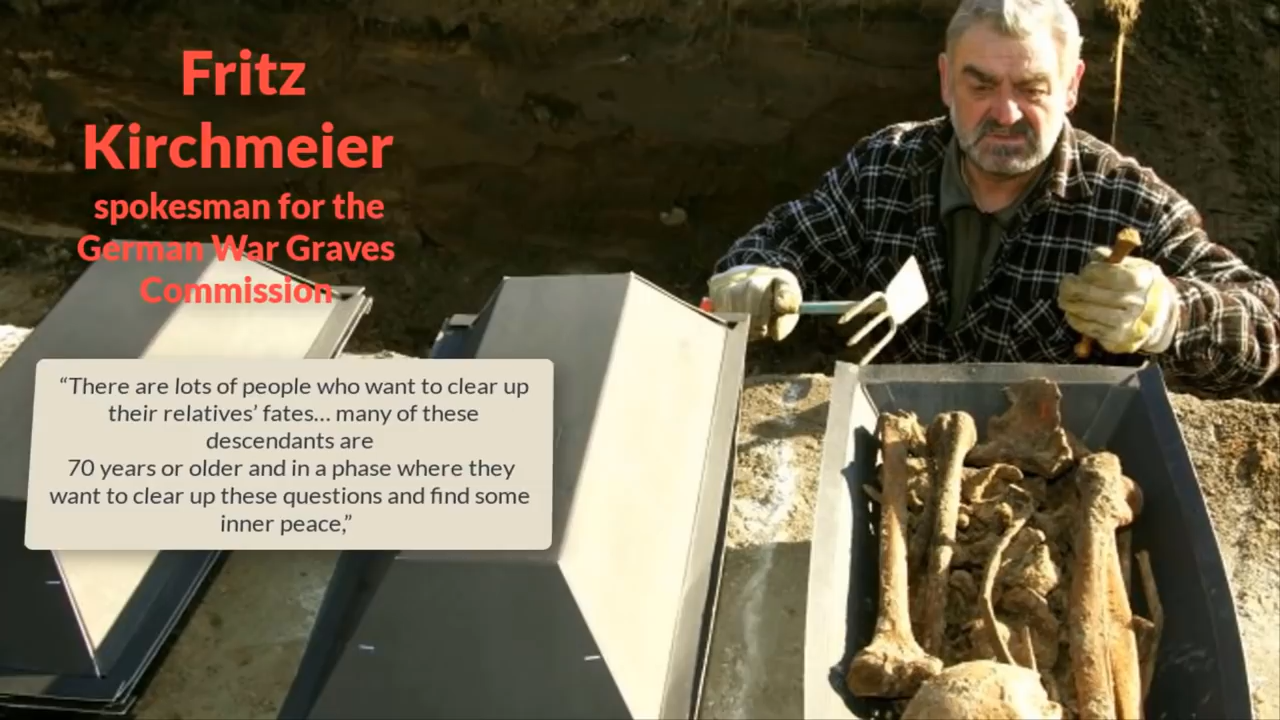 Fritz
Kirchmeier
spokesman for the
German War Graves
Commission
“There are lots of people who want to clear up
their relatives’ fates... many of these
descendants are
70 years or older and in a phase where they
want to clear up these questions and find some
inner peace,”